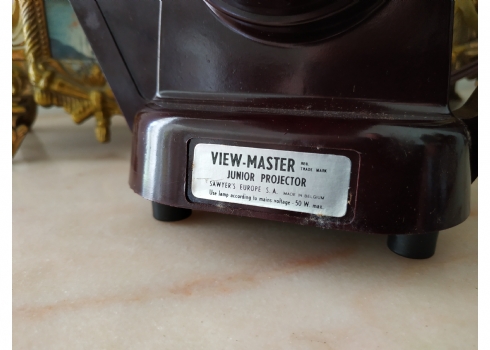 VIEW-MASTER REG. TRADE MARK
JUNIOR PROJECTOR
SAWYER'S EUROPE S. A. MADE IN BELGIUM
Use lamp according to mains voltage - 50 W. max.